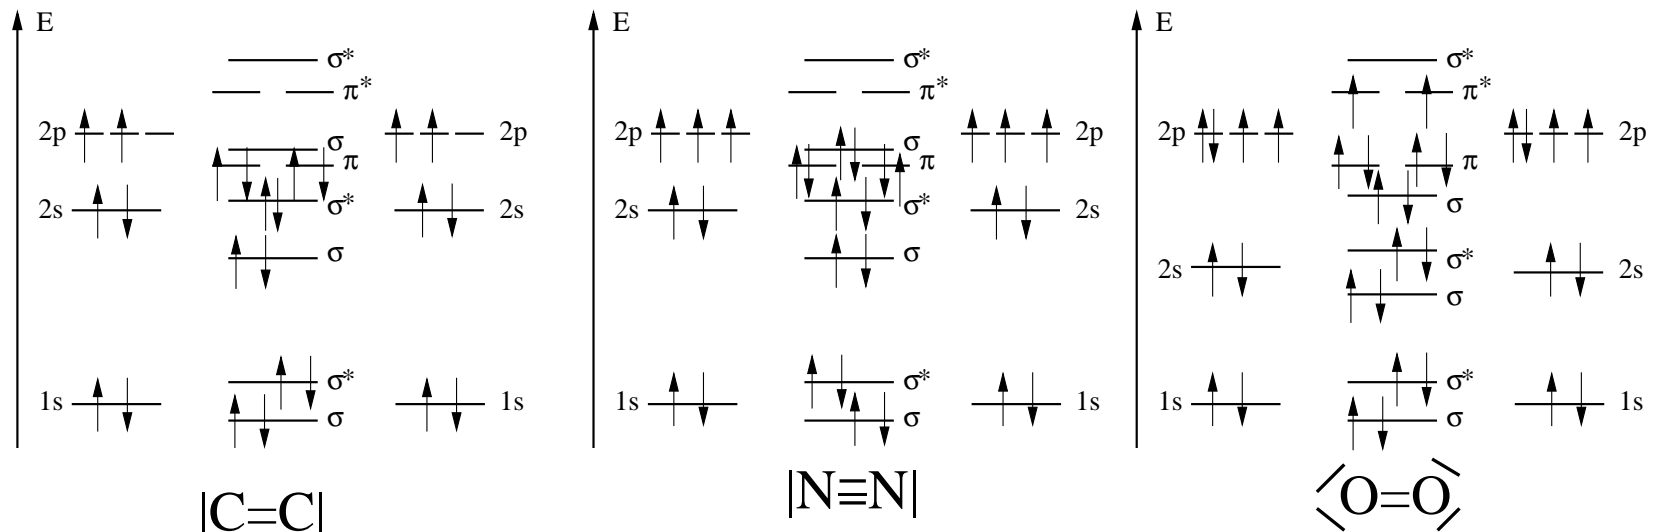 E E E
σ* σ* σ*
π* π* π*
2p 2p 2p 2p 2p 2p
σ σ
π π π
2s σ* 2s 2s σ* 2s σ
σ σ 2s σ* 2s
σ
σ* σ* σ*
1s 1s 1s 1s 1s 1s
σ σ σ
|C=C| |N≡N| O=O